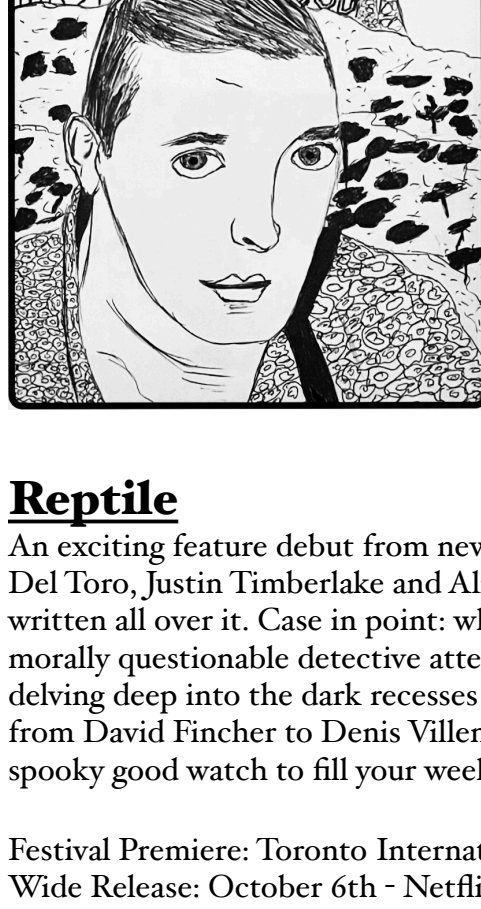 Reptile
An exciting feature debut from new
Del Toro, Justin Timberlake and Al
written all over it. Case in point: wh
morally questionable detective atte
delving deep into the dark recesses
from David Fincher to Denis Villen
spooky good watch to fill your week
Festival Premiere: Toronto Internat
Wide Release: October 6th - Netfli